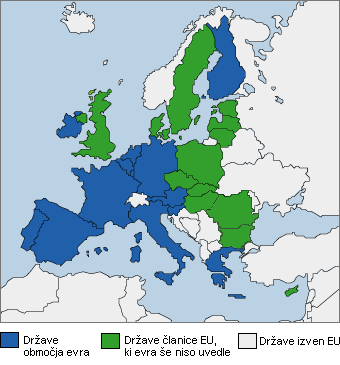 Države
območja evra
Države članice EU,
ki evra še niso uvedle
Države izven EU